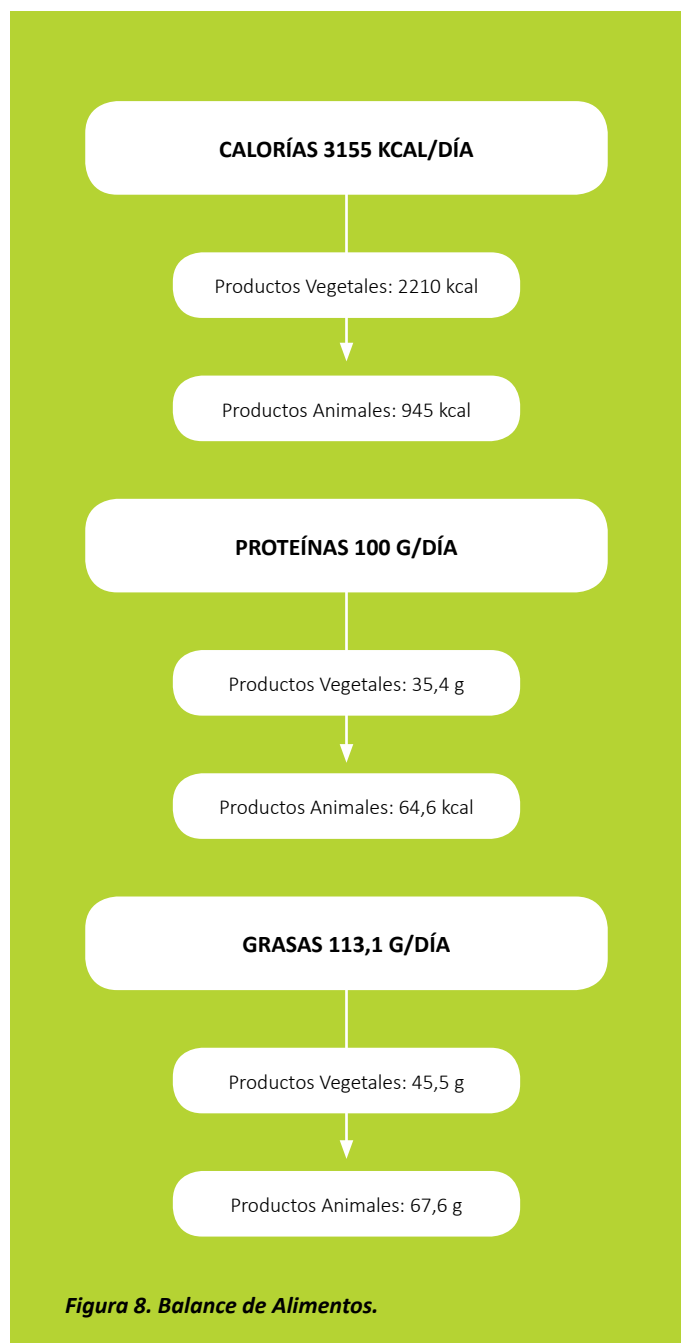 CALORÍAS 3155 KCAL/DÍA
Productos Vegetales: 2210 kcal
Productos Animales: 945 kcal
PROTEÍNAS 100 G/DÍA
Productos Vegetales: 35,4 g
Productos Animales: 64,6 kcal
GRASAS 113,1 G/DÍA
Productos Vegetales: 45,5 g
Productos Animales: 67,6 g
Figura 8. Balance de Alimentos.